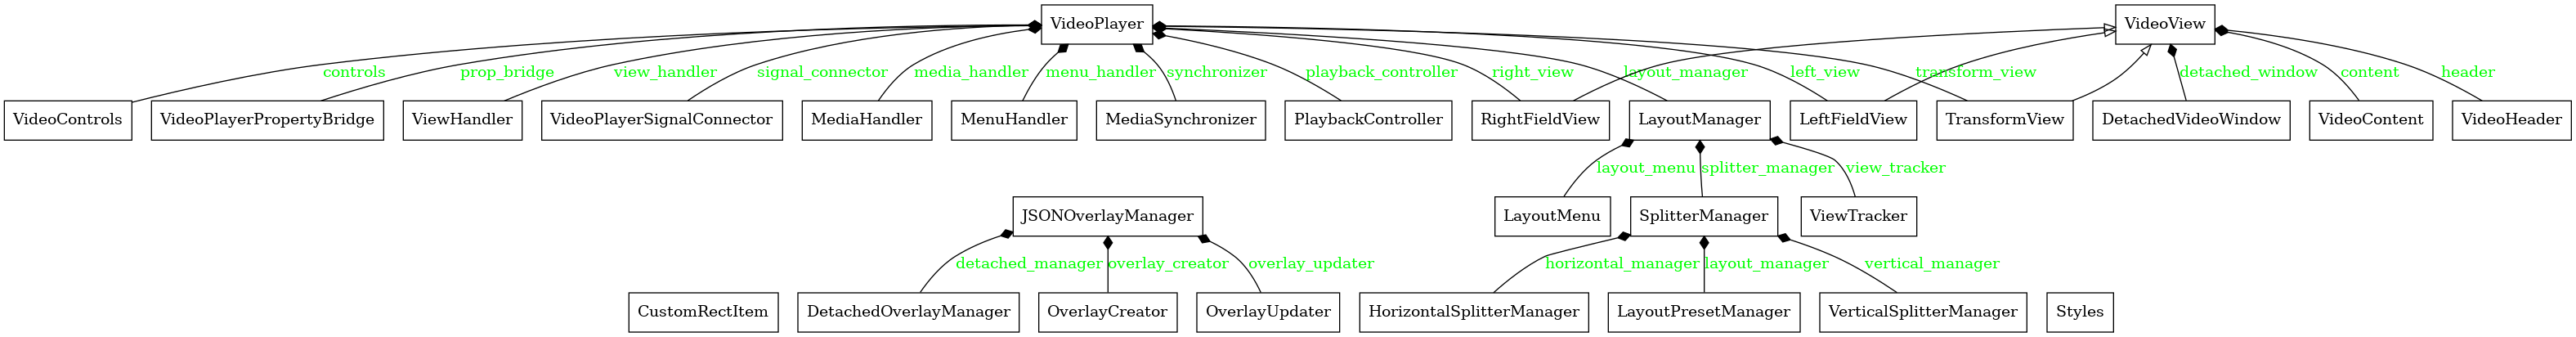 VideoPlayer
VideoView
controls
prop_bridge
view_handler
signal_connector
media_handler
menu_handler
synchronizer
playback_controller
right_view
layout_manager
left_view
transform_view
detached_window
content
header
VideoControls
VideoPlayerPropertyBridge
ViewHandler
VideoPlayerSignalConnector
MediaHandler
MenuHandler
MediaSynchronizer
PlaybackController
RightFieldView
LayoutManager
LeftFieldView
TransformView
DetachedVideoWindow
VideoContent
VideoHeader
layout_menu
splitter_manager
view_tracker
JSONOverlayManager
LayoutMenu
SplitterManager
ViewTracker
detached_manager
overlay_creator
overlay_updater
horizontal_manager
layout_manager
vertical_manager
CustomRectItem
DetachedOverlayManager
OverlayCreator
OverlayUpdater
HorizontalSplitterManager
LayoutPresetManager
VerticalSplitterManager
Styles